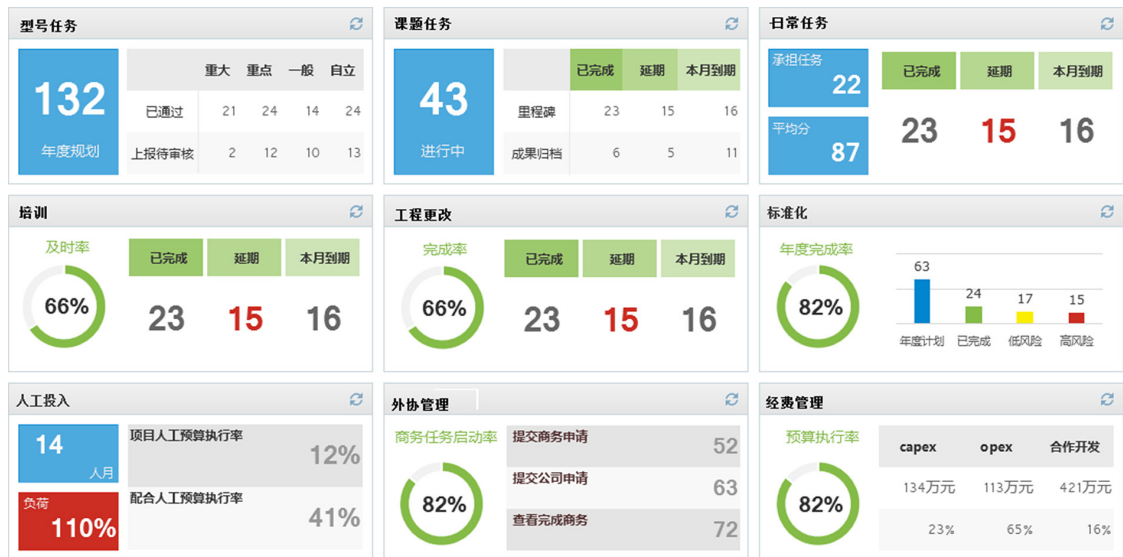 型号任务
132
年度规划
重大 重点 一般 自立
已通过 21 24 14 24
上报待审核 2 12 10 13
课题任务
43
进行中
已完成 延期 本月到期
里程碑 23 15 16
成果归档 6 5 11
日常任务
承担任务
22
平均分
87
已完成 延期 本月到期
23 15 16
培训
及时率
66%
已完成 延期 本月到期
23 15 16
工程更改
完成率
66%
已完成 延期 本月到期
23 15 16
标准化
年度完成率
82%
63 24 17 15
年度计划 已完成 低风险 高风险
人工投入
14
人月
负荷
110%
项目人工预算执行率
12%
配合人工预算执行率
41%
外协管理
商务任务启动率
82%
提交商务申请 52
提交公司申请 63
查看完成商务 72
经费管理
预算执行率
82%
capex opex 合作开发
134万元 113万元 421万元
23% 65% 16%